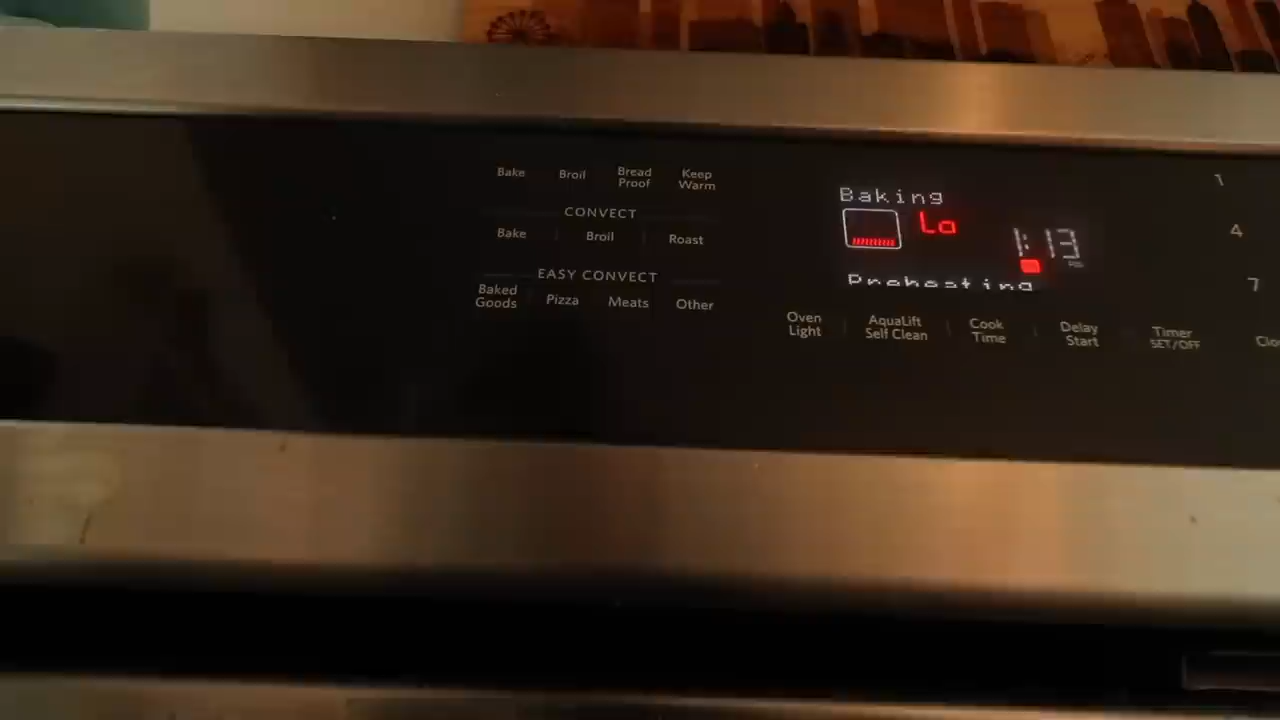 Bake Broil Bread Proof Keep Warm
CONVECT
Bake Broil Roast
EASY CONVECT
Baked Goods Pizza Meats Other
Baking
Lo
1:13
Preheating
Oven Light AquaLift Self Clean Cook Time Delay Start Timer SET/OFF
1
4
7